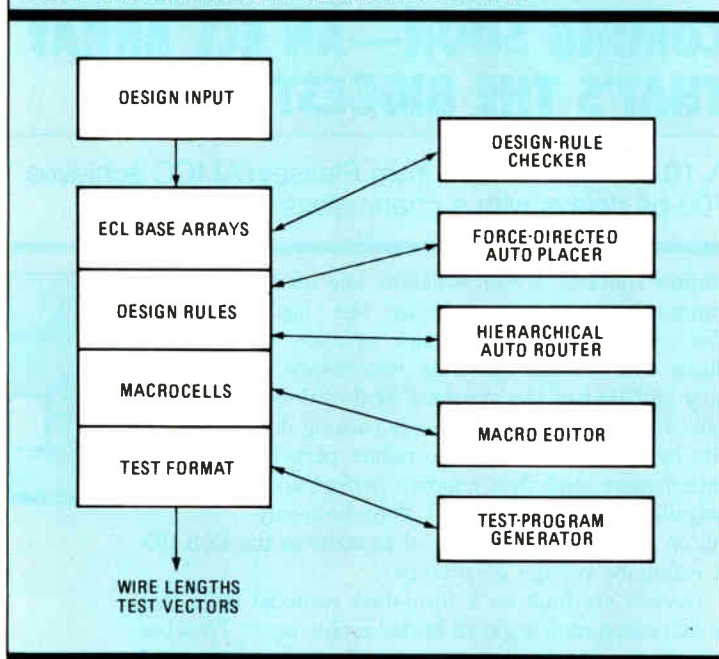 DESIGN INPUT
ECL BASE ARRAYS
DESIGN RULES
MACROCELLS
TEST FORMAT
WIRE LENGTHS
TEST VECTORS
DESIGN-RULE
CHECKER
FORCE-DIRECTED
AUTO PLACER
HIERARCHICAL
AUTO ROUTER
MACRO EDITOR
TEST-PROGRAM
GENERATOR